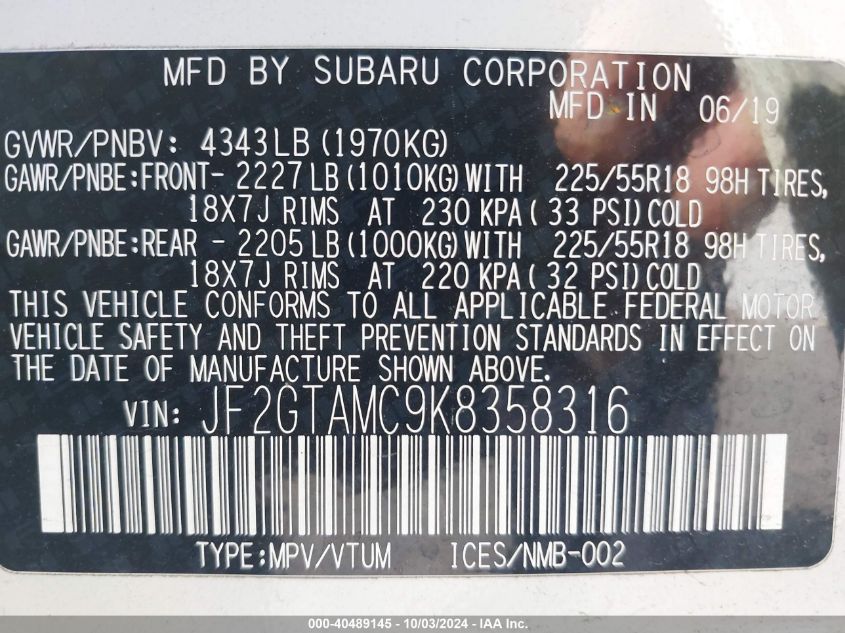 MFD BY SUBARU CORPORATION
MFD IN 06/19
GVWR/PNBV: 4343LB (1970KG)
GAWR/PNBE:FRONT- 2227LB(1010KG)WITH 225/55R18 98H TIRES,
18X7J RIMS AT 230 KPA( 33 PSI)COLD
GAWR/PNBE:REAR - 2205LB(1000KG)WITH 225/55R18 98H TIRES,
18X7J RIMS AT 220 KPA( 32 PSI)COLD
THIS VEHICLE CONFORMS TO ALL APPLICABLE FEDERAL MOTOR
VEHICLE SAFETY AND THEFT PREVENTION STANDARDS IN EFFECT ON
THE DATE OF MANUFACTURE SHOWN ABOVE.
VIN: JF2GTAMC9K8358316
TYPE:MPV/VTUM ICES/NMB-002
000-40489145 - 10/03/2024 - IAA Inc.